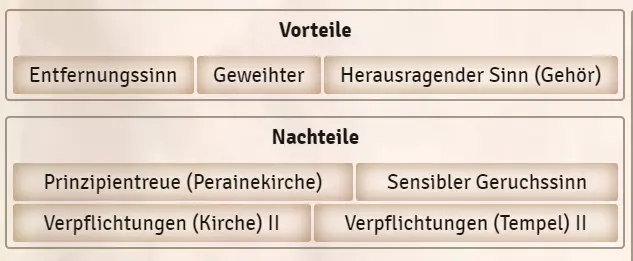 Vorteile
Entfernungssinn Geweihter Herausragender Sinn (Gehör)
Nachteile
Prinzipientreue (Perainekirche) Sensibler Geruchssinn
Verpflichtungen (Kirche) II Verpflichtungen (Tempel) II